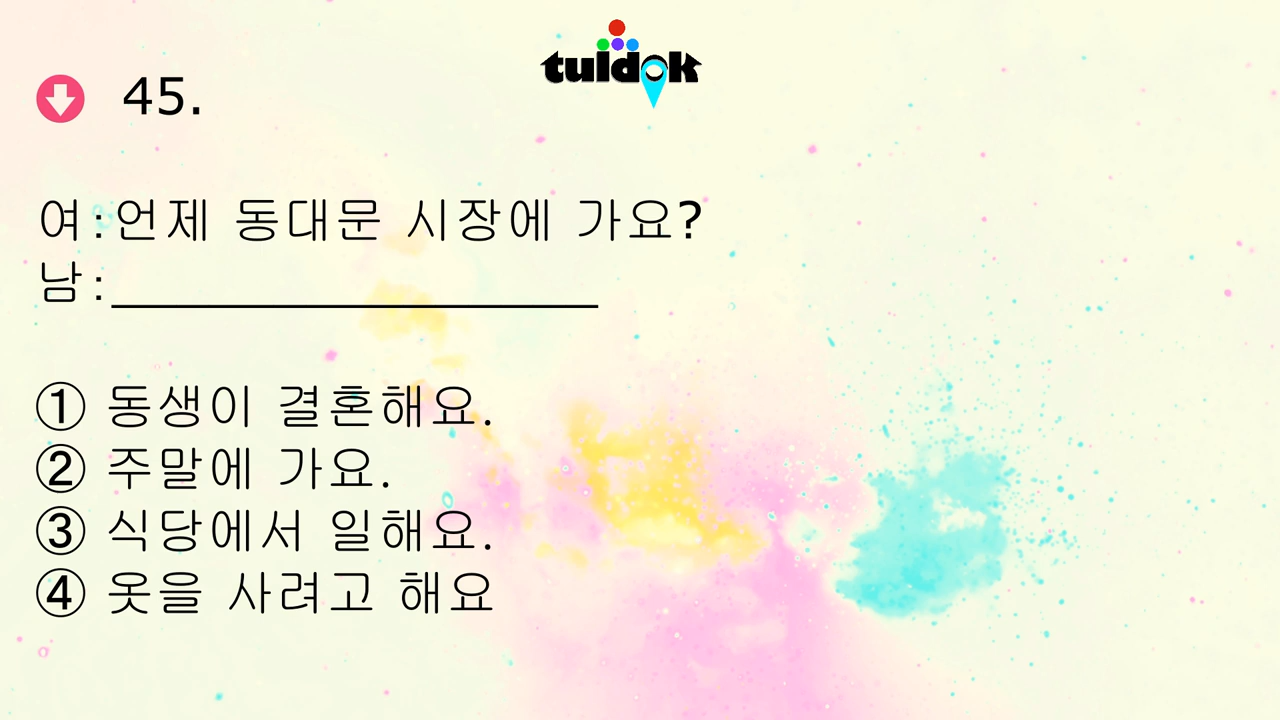 tuldok
45.
여:언제 동대문 시장에 가요?
남:___________________
① 동생이 결혼해요.
② 주말에 가요.
③ 식당에서 일해요.
④ 옷을 사려고 해요